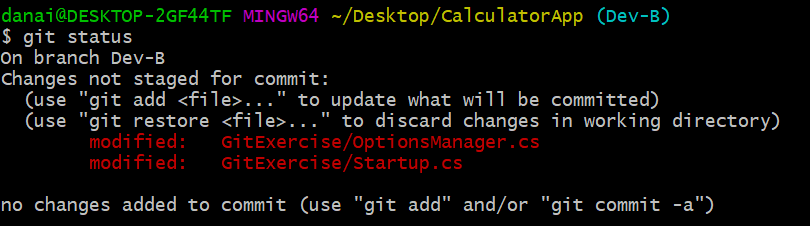 danai@DESKTOP-2GF44TF MINGW64 ~/Desktop/CalculatorApp (Dev-B)
$ git status
On branch Dev-B
Changes not staged for commit:
  (use "git add <file>..." to update what will be committed)
  (use "git restore <file>..." to discard changes in working directory)
        modified:   GitExercise/OptionsManager.cs
        modified:   GitExercise/Startup.cs

no changes added to commit (use "git add" and/or "git commit -a")